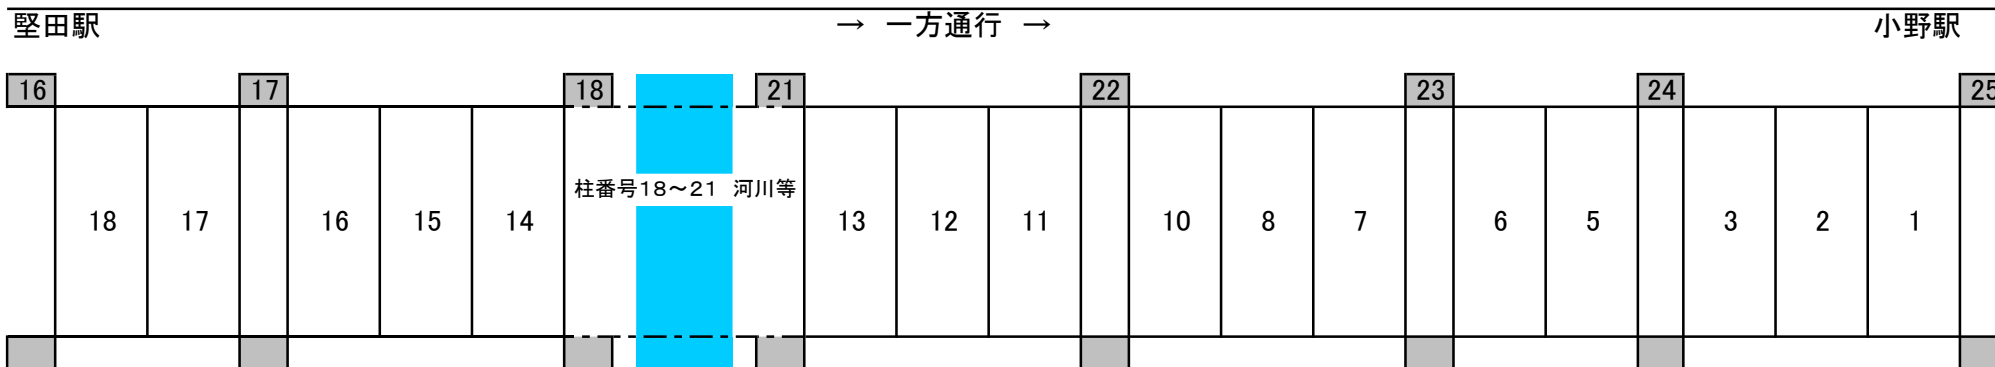 堅田駅 → 一方通行 → 小野駅
16 17 18 21 22 23 24 25
柱番号18～21 河川等
18 17 16 15 14 13 12 11 10 8 7 6 5 3 2 1